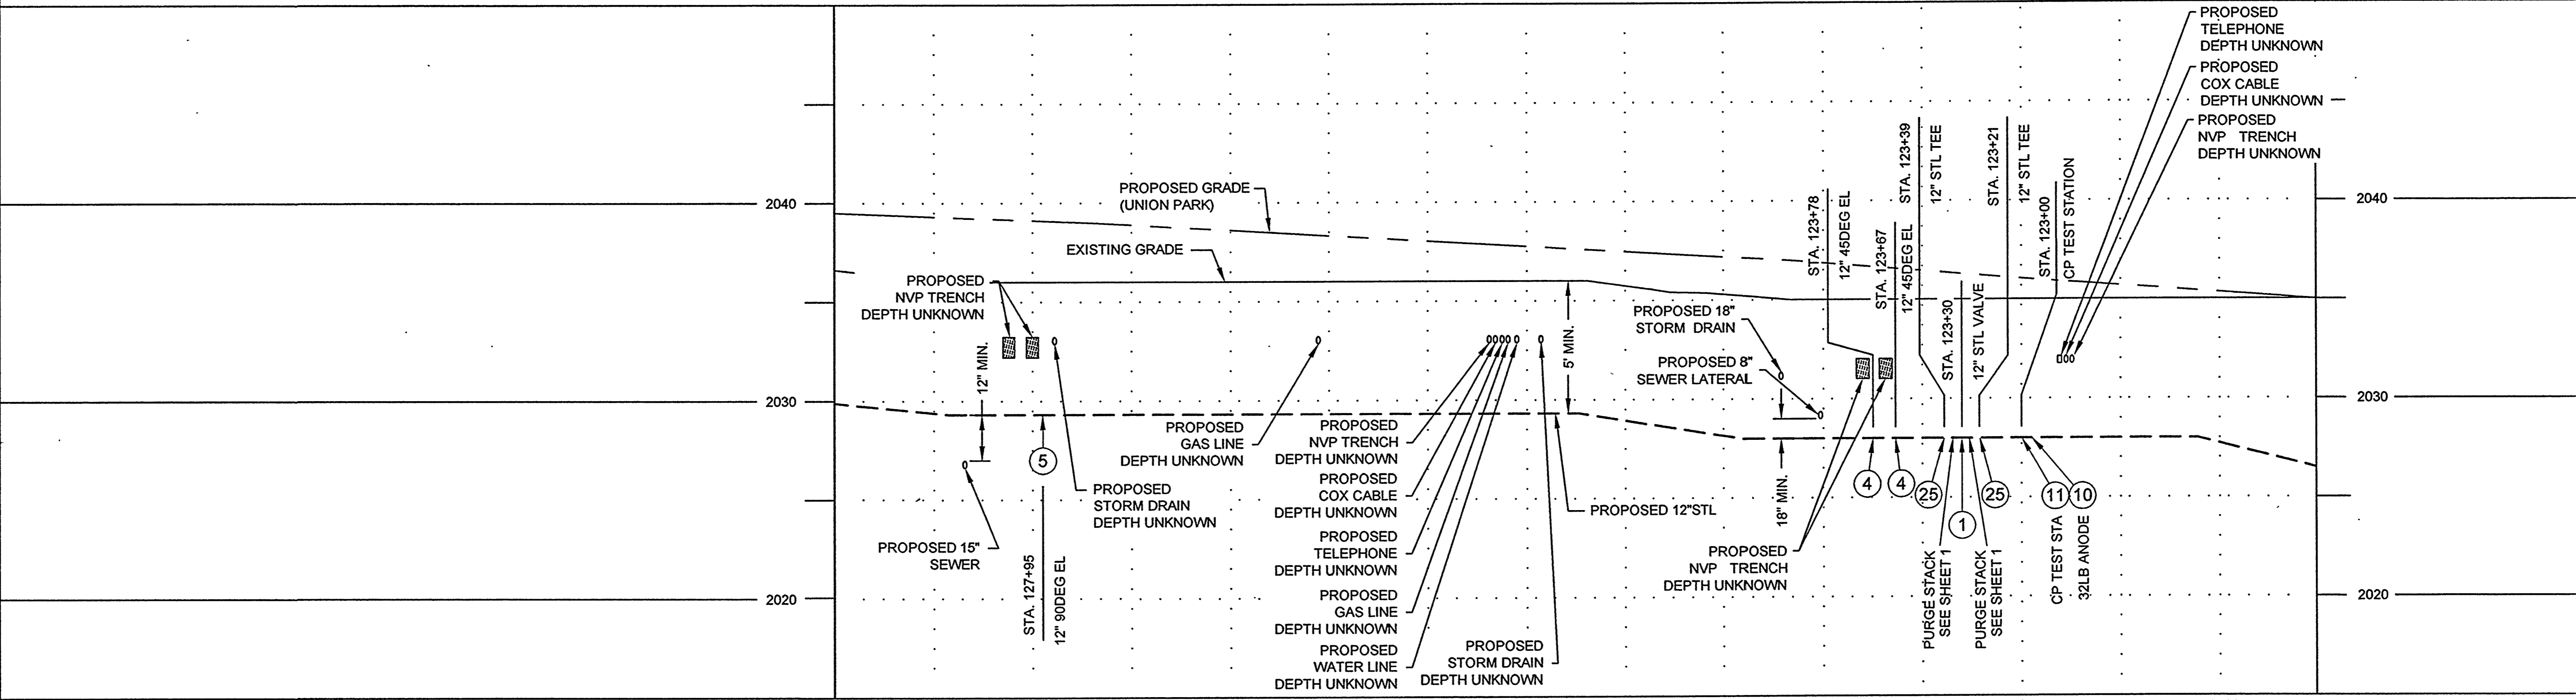 PROPOSED
TELEPHONE
DEPTH UNKNOWN
PROPOSED
COX CABLE
DEPTH UNKNOWN
PROPOSED
NVP TRENCH
DEPTH UNKNOWN
2040
2040
PROPOSED GRADE
(UNION PARK)
EXISTING GRADE
PROPOSED
NVP TRENCH
DEPTH UNKNOWN
12" MIN.
5' MIN.
PROPOSED 18"
STORM DRAIN
PROPOSED 8"
SEWER LATERAL
STA. 123+78
12" 45DEG EL
STA. 123+67
12" 45DEG EL
STA. 123+39
12" STL TEE
STA. 123+30
12" STL VALVE
STA. 123+21
12" STL TEE
STA. 123+00
CP TEST STATION
2030
2030
5
PROPOSED
GAS LINE
DEPTH UNKNOWN
PROPOSED
NVP TRENCH
DEPTH UNKNOWN
PROPOSED
COX CABLE
DEPTH UNKNOWN
PROPOSED
TELEPHONE
DEPTH UNKNOWN
PROPOSED
GAS LINE
DEPTH UNKNOWN
PROPOSED
WATER LINE
DEPTH UNKNOWN
PROPOSED
STORM DRAIN
DEPTH UNKNOWN
PROPOSED
STORM DRAIN
DEPTH UNKNOWN
PROPOSED 12"STL
PROPOSED 15"
SEWER
STA. 127+95
12" 90DEG EL
18" MIN.
PROPOSED
NVP TRENCH
DEPTH UNKNOWN
4
4
25
1
25
11
10
PURGE STACK
SEE SHEET 1
PURGE STACK
SEE SHEET 1
CP TEST STA
32LB ANODE
2020
2020